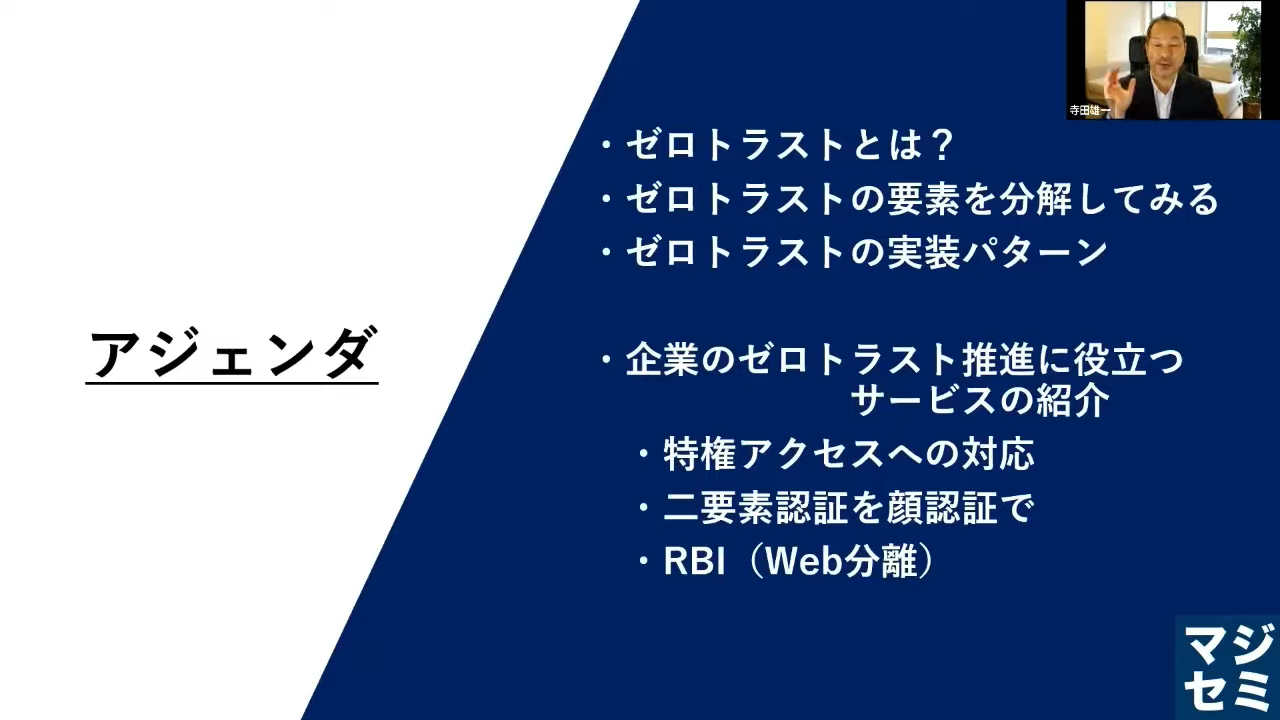 アジェンダ
・ゼロトラストとは？
・ゼロトラストの要素を分解してみる
・ゼロトラストの実装パターン
・企業のゼロトラスト推進に役立つ
サービスの紹介
・特権アクセスへの対応
・二要素認証を顔認証で
・RBI（Web分離）
寺田雄一
マジ
セミ